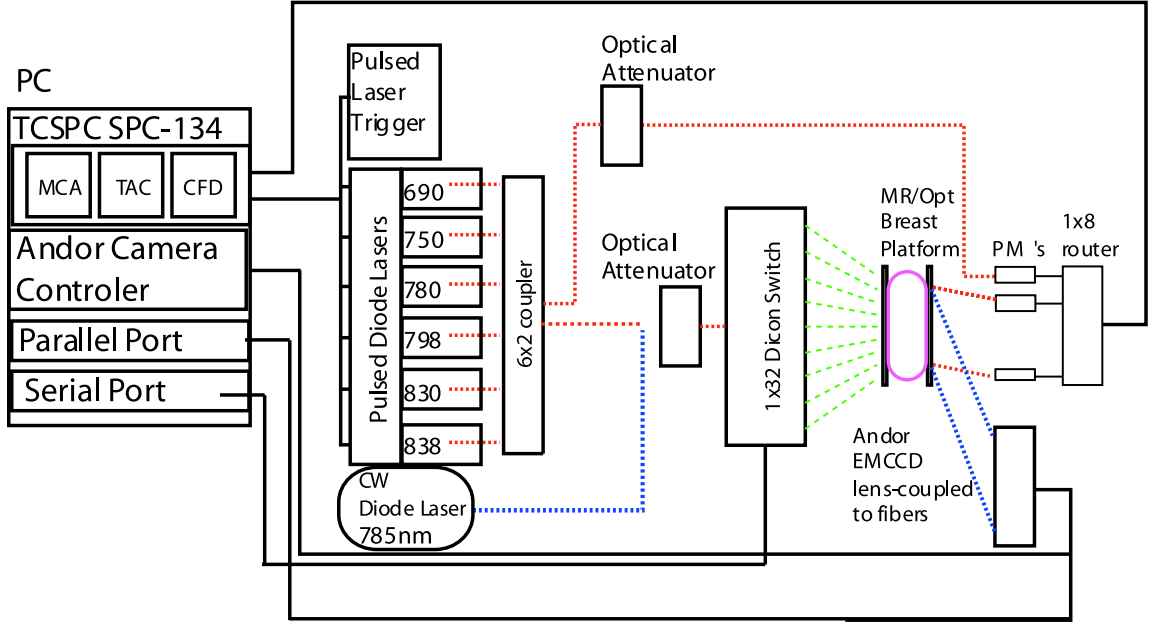 PC
TCSPC SPC-134
MCA
TAC
CFD
Andor Camera
Controler
Parallel Port
Serial Port
Pulsed
Laser
Trigger
Pulsed Diode Lasers
690
750
780
798
830
838
CW
Diode Laser
785nm
6x2 coupler
Optical
Attenuator
Optical
Attenuator
1x32 Dicon Switch
MR/Opt
Breast
Platform
PM 's
1x8
router
Andor
EMCCD
lens-coupled
to fibers